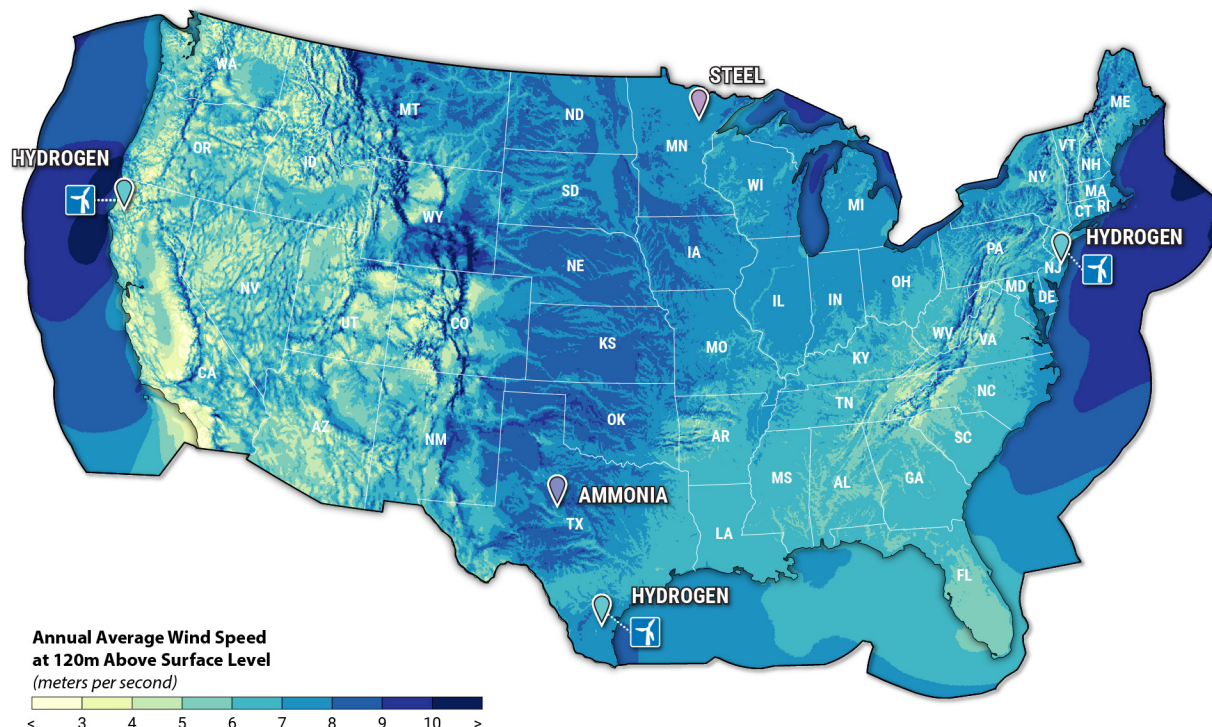 STEEL
WA
MT
ND
ME
OR
ID
MN
VT
NH
HYDROGEN
SD
WI
NY
MA
WY
MI
CT
RI
HYDROGEN
NE
IA
PA
NJ
NV
UT
CO
IL
IN
OH
MD
DE
WV
VA
KS
MO
KY
CA
NC
AZ
NM
OK
AR
TN
SC
AMMONIA
TX
MS
AL
GA
LA
FL
HYDROGEN
Annual Average Wind Speed
at 120m Above Surface Level
(meters per second)
< 3 4 5 6 7 8 9 10 >